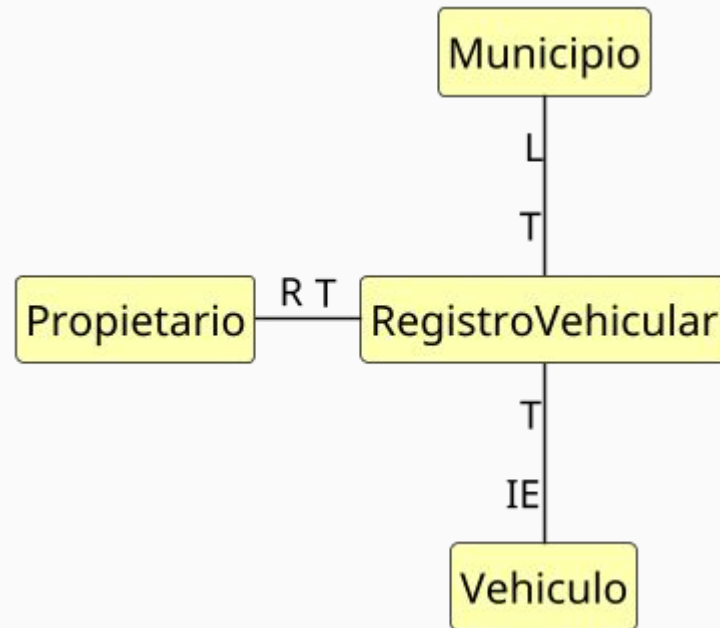 Municipio
L
T
R T
Propietario
RegistroVehicular
T
IE
Vehiculo